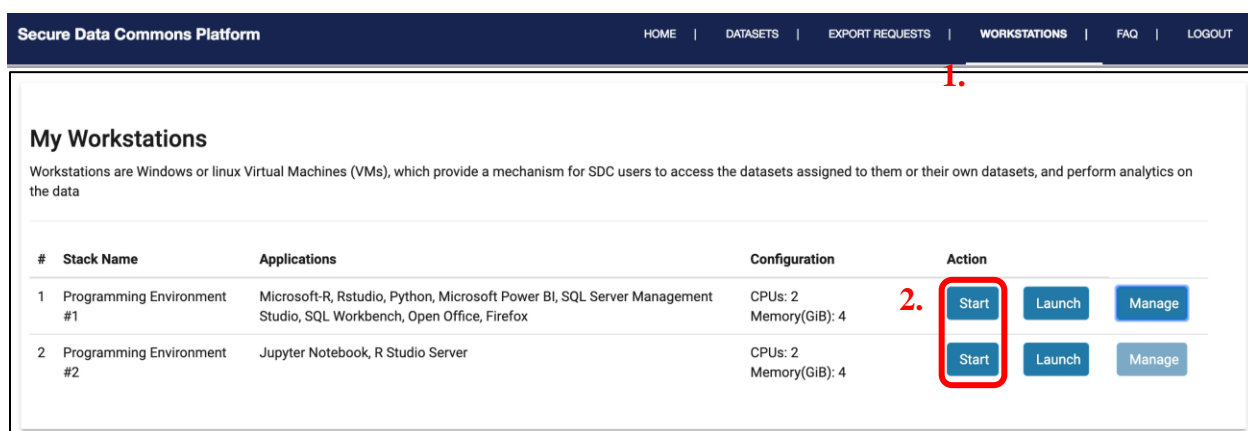 Secure Data Commons Platform
HOME | DATASETS | EXPORT REQUESTS | WORKSTATIONS | FAQ | LOGOUT
1.
My Workstations
Workstations are Windows or linux Virtual Machines (VMs), which provide a mechanism for SDC users to access the datasets assigned to them or their own datasets, and perform analytics on
the data
# Stack Name Applications Configuration Action
1 Programming Environment Microsoft-R, Rstudio, Python, Microsoft Power BI, SQL Server Management CPUs: 2 2. Start Launch Manage
#1 Studio, SQL Workbench, Open Office, Firefox Memory(GiB): 4
2 Programming Environment Jupyter Notebook, R Studio Server CPUs: 2 Start Launch Manage
#2 Memory(GiB): 4